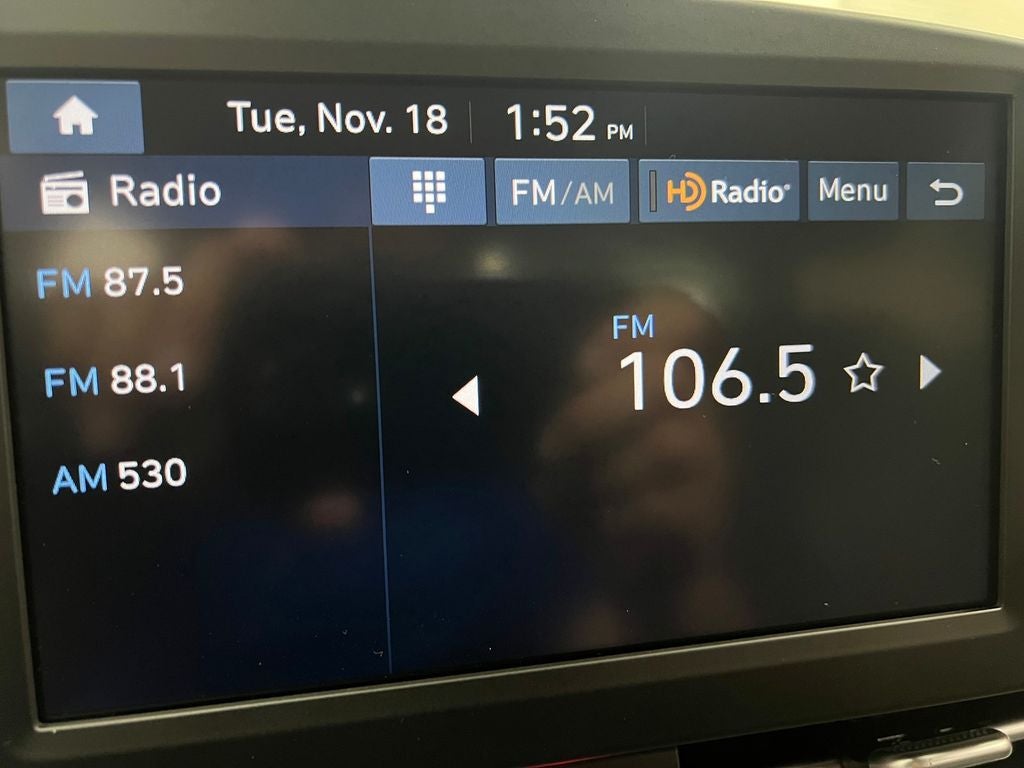 Tue, Nov. 18 1:52 PM
Radio FM/AM HD Radio® Menu
FM 87.5
FM 88.1
AM 530
FM
106.5